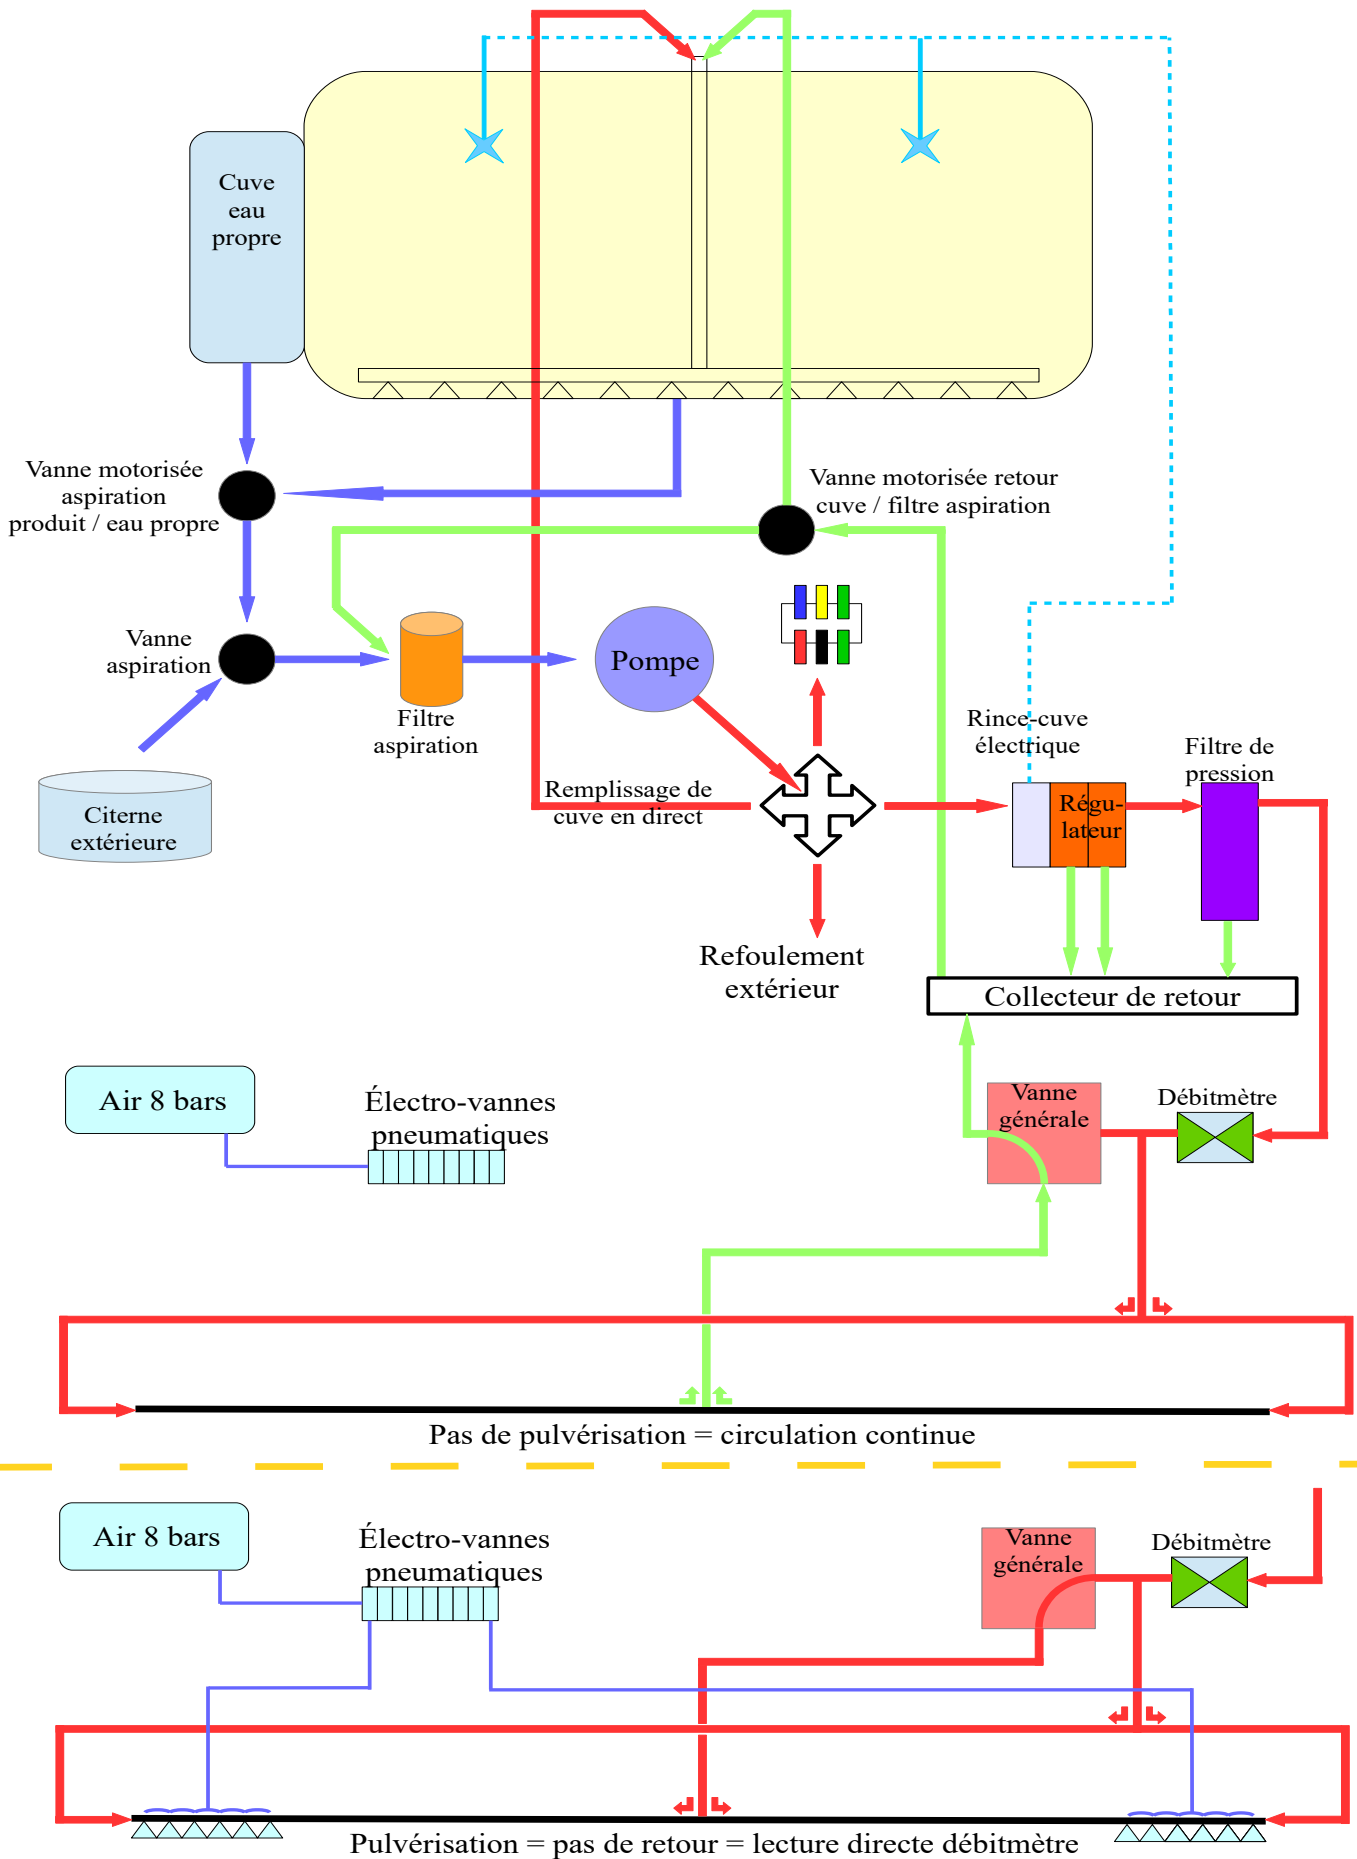 Cuve
eau
propre
Vanne motorisée
aspiration
produit / eau propre
Vanne motorisée retour
cuve / filtre aspiration
Vanne
aspiration
Pompe
Filtre
aspiration
Rince-cuve
électrique
Filtre de
pression
Remplissage de
cuve en direct
Régu-
lateur
Citerne
extérieure
Refoulement
extérieur
Collecteur de retour
Air 8 bars
Électro-vannes
pneumatiques
Vanne
générale
Débitmètre
Pas de pulvérisation = circulation continue
Air 8 bars
Électro-vannes
pneumatiques
Vanne
générale
Débitmètre
Pulvérisation = pas de retour = lecture directe débitmètre